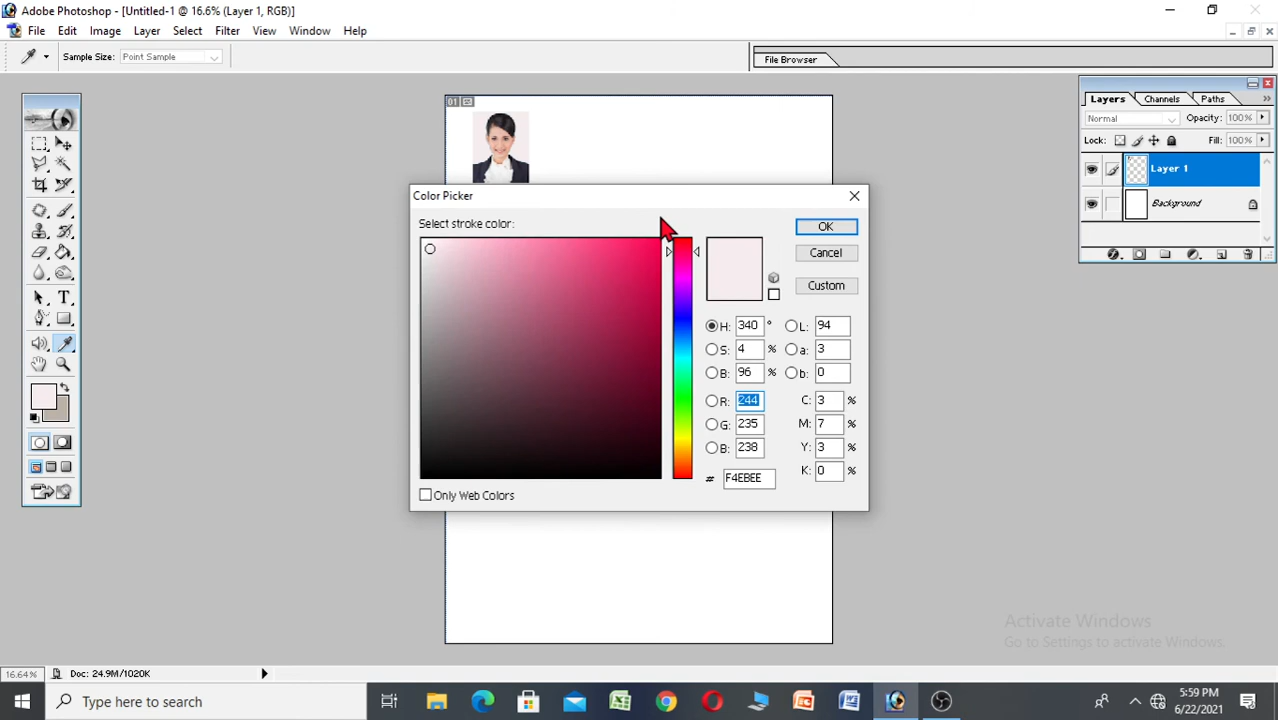 Adobe Photoshop - [Untitled-1 @ 16.6% (Layer 1, RGB)]
File Edit Image Layer Select Filter View Window Help
Sample Size: Point Sample
File Browser
01
Layers Channels Paths
Normal Opacity: 100%
Lock: Fill: 100%
Layer 1
Background
Color Picker
Select stroke color:
OK
Cancel
Custom
H: 340 ° L: 94
S: 4 % a: 3
B: 96 % b: 0
R: 244 C: 3 %
G: 235 M: 7 %
B: 238 Y: 3 %
# F4EBEE K: 0 %
Only Web Colors
Activate Windows
Go to Settings to activate Windows.
16.64% Doc: 24.9M/1020K
Type here to search
5:59 PM
6/22/2021